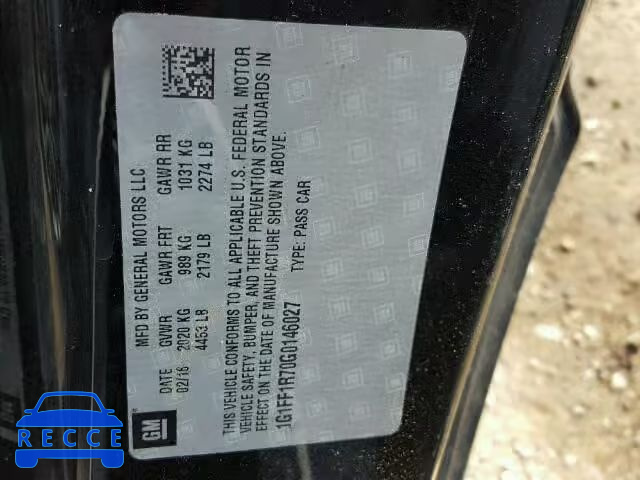 GM
MFD BY GENERAL MOTORS LLC
DATE GVWR GAWR FRT GAWR RR
02/16 2020 KG 989 KG 1031 KG
4453 LB 2179 LB 2274 LB
THIS VEHICLE CONFORMS TO ALL APPLICABLE U.S. FEDERAL MOTOR
VEHICLE SAFETY, BUMPER, AND THEFT PREVENTION STANDARDS IN
EFFECT ON THE DATE OF MANUFACTURE SHOWN ABOVE.
1G1FF1R70G0146027 TYPE: PASS CAR
RECCE